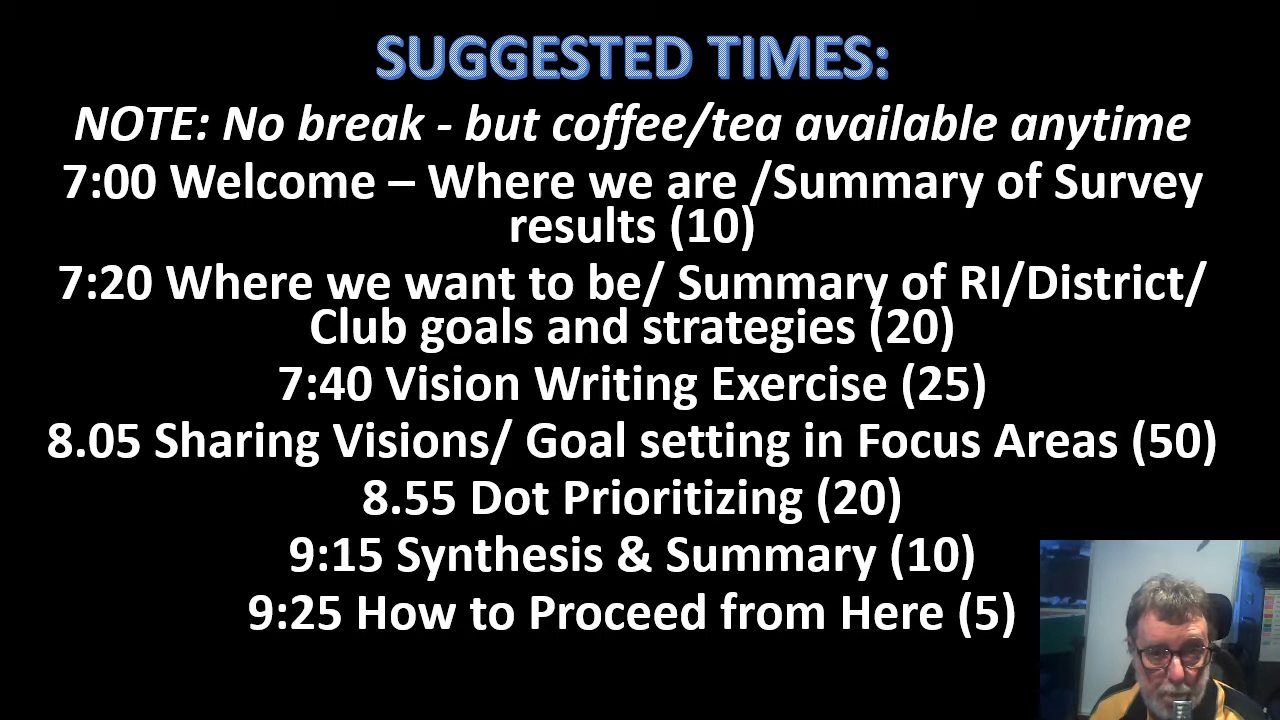 SUGGESTED TIMES:
NOTE: No break - but coffee/tea available anytime
7:00 Welcome – Where we are /Summary of Survey
results (10)
7:20 Where we want to be/ Summary of RI/District/
Club goals and strategies (20)
7:40 Vision Writing Exercise (25)
8.05 Sharing Visions/ Goal setting in Focus Areas (50)
8.55 Dot Prioritizing (20)
9:15 Synthesis & Summary (10)
9:25 How to Proceed from Here (5)